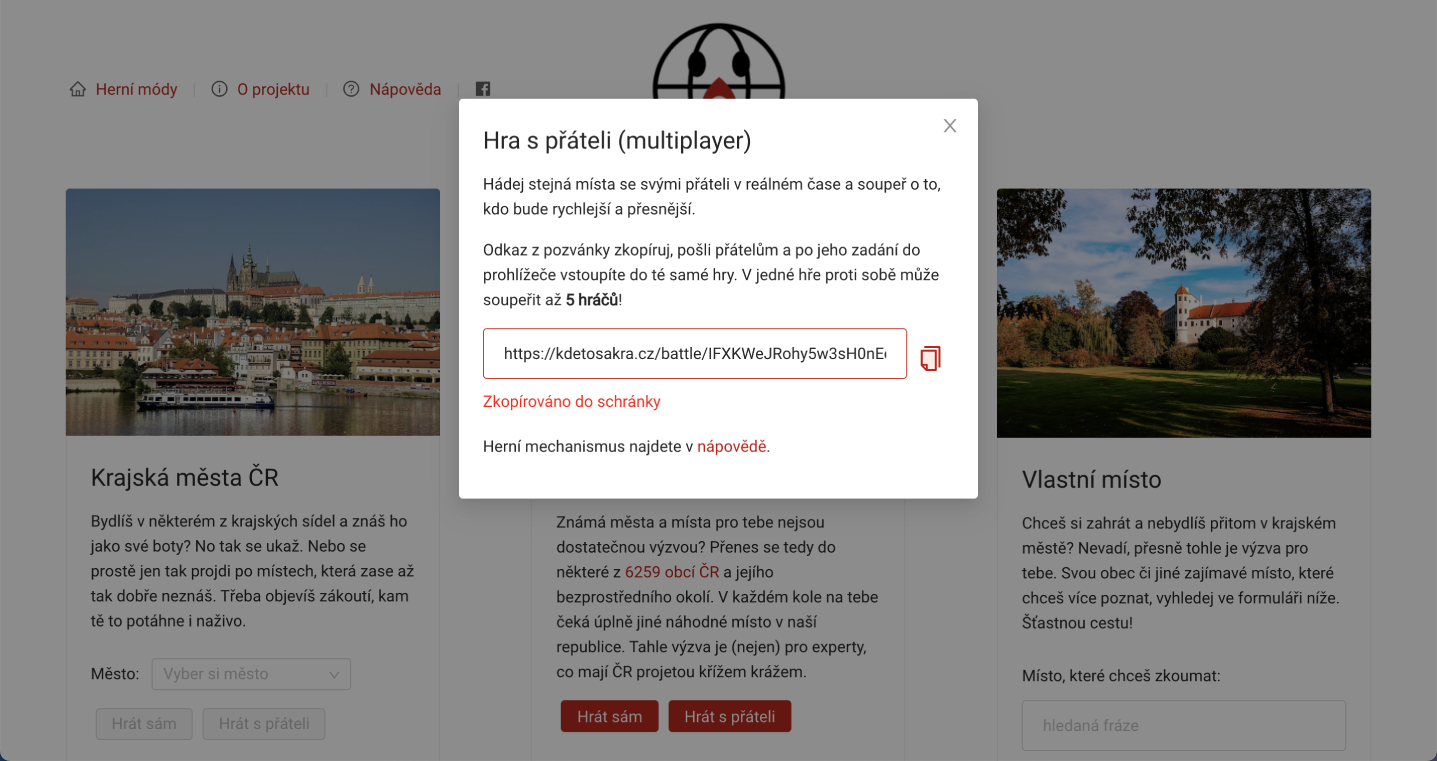 Herní módy
O projektu
Nápověda
Hra s přáteli (multiplayer)
Hádej stejná místa se svými přáteli v reálném čase a soupeř o to,
kdo bude rychlejší a přesnější.
Odkaz z pozvánky zkopíruj, pošli přátelům a po jeho zadání do
prohlížeče vstoupíte do té samé hry. V jedné hře proti sobě může
soupeřit až 5 hráčů!
https://kdetosakra.cz/battle/IFXKWeJRohy5w3sH0nE
Zkopírováno do schránky
Herní mechanismus najdete v nápovědě.
Krajská města ČR
Bydlíš v některém z krajských sídel a znáš ho
jako své boty? No tak se ukaž. Nebo se
prostě jen tak projdi po místech, která zase až
tak dobře neznáš. Třeba objevíš zákoutí, kam
tě to potáhne i naživo.
Město:
Vyber si město
Hrát sám
Hrát s přáteli
Známá města a místa pro tebe nejsou
dostatečnou výzvou? Přenes se tedy do
některé z 6259 obcí ČR a jejího
bezprostředního okolí. V každém kole na tebe
čeká úplně jiné náhodné místo v naší
republice. Tahle výzva je (nejen) pro experty,
co mají ČR projetou křížem krážem.
Hrát sám
Hrát s přáteli
Vlastní místo
Chceš si zahrát a nebydlíš přitom v krajském
městě? Nevadí, přesně tohle je výzva pro
tebe. Svou obec či jiné zajímavé místo, které
chceš více poznat, vyhledej ve formuláři níže.
Šťastnou cestu!
Místo, které chceš zkoumat:
hledaná fráze